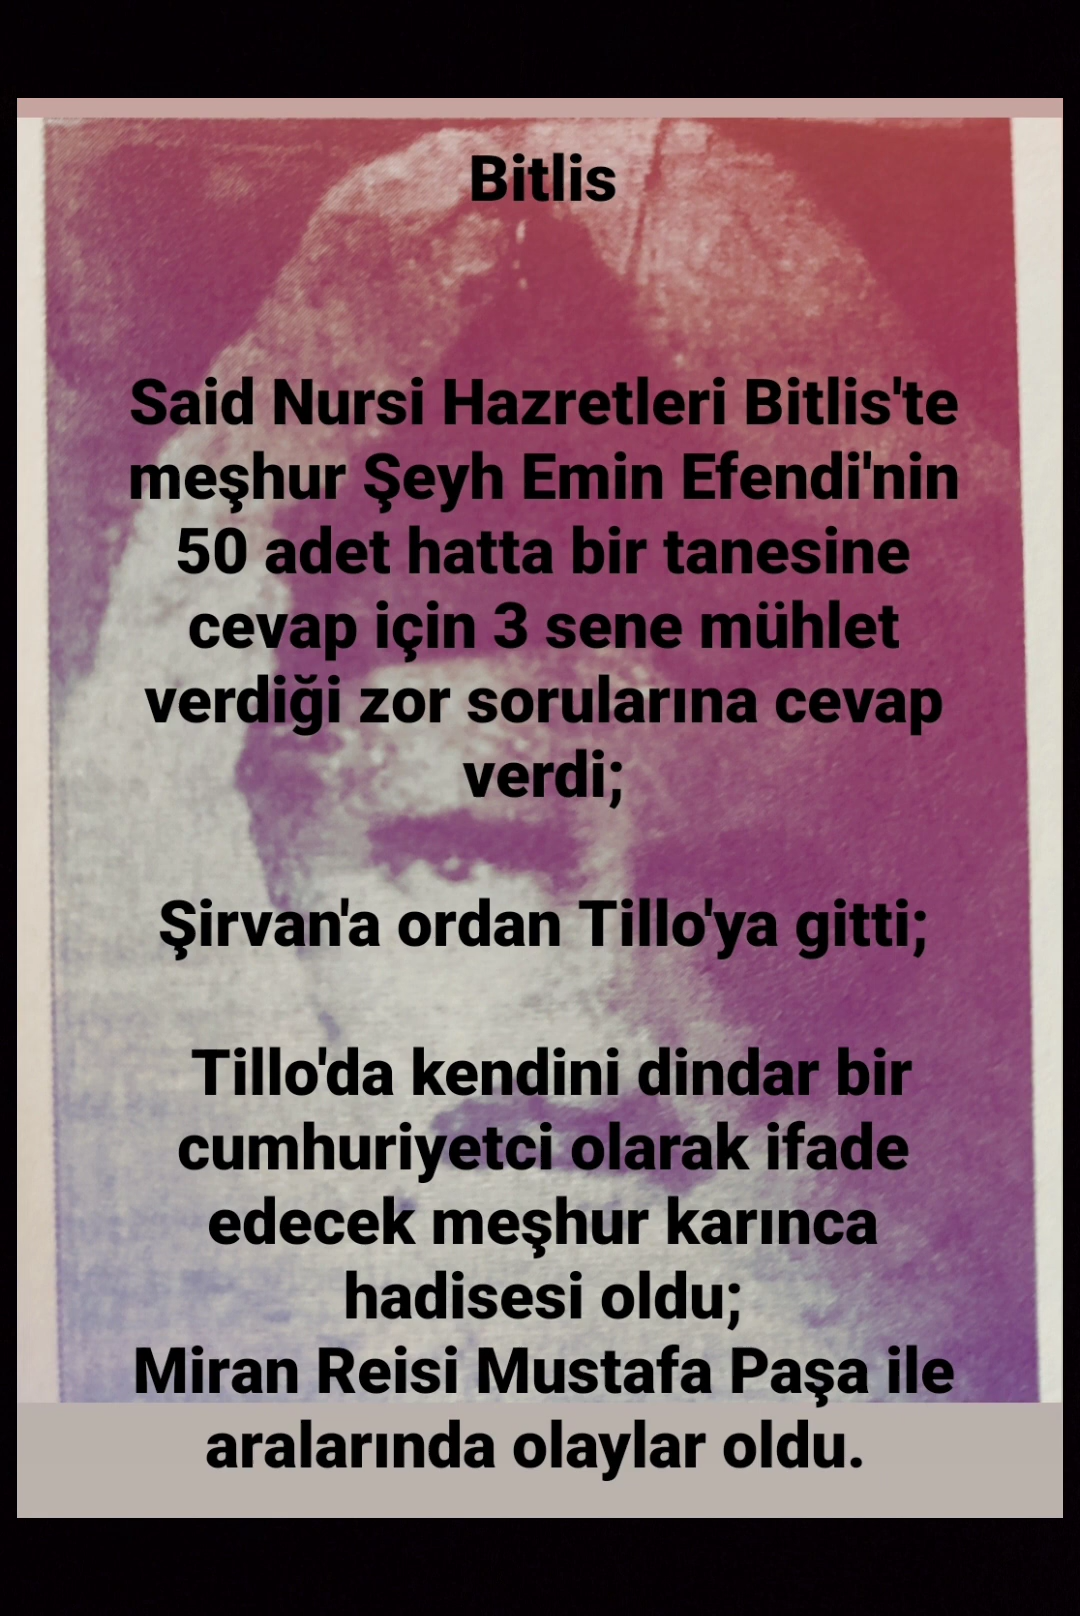 Bitlis
Said Nursi Hazretleri Bitlis'te
meşhur Şeyh Emin Efendi'nin
50 adet hatta bir tanesine
cevap için 3 sene mühlet
verdiği zor sorularına cevap
verdi;
Şirvan'a ordan Tillo'ya gitti;
Tillo'da kendini dindar bir
cumhuriyetci olarak ifade
edecek meşhur karınca
hadisesi oldu;
Miran Reisi Mustafa Paşa ile
aralarında olaylar oldu.